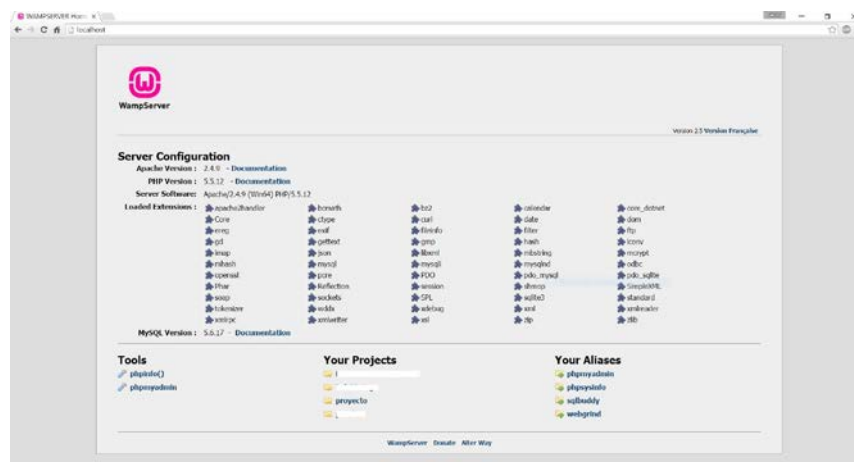 WAMPSERVER Home
localhost
WampServer
Version 2.5 Version Française
Server Configuration
Apache Version : 2.4.9 - Documentation
PHP Version : 5.5.12 - Documentation
Server Software: Apache/2.4.9 (Win64) PHP/5.5.12
Loaded Extensions : apache2handler bcmath bz2 calendar com_dotnet
Core ctype curl date dom
ereg exif fileinfo filter ftp
gd gettext gmp hash iconv
imap json libxml mbstring mcrypt
mhash mysql mysqli mysqlnd odbc
openssl pcre PDO pdo_mysql pdo_sqlite
Phar Reflection session shmop SimpleXML
soap sockets SPL sqlite3 standard
tokenizer wddx xdebug xml xmlreader
xmlrpc xmlwriter xsl zip zlib
MySQL Version : 5.6.17 - Documentation
Tools
phpinfo()
phpmyadmin
Your Projects
proyecto
Your Aliases
phpmyadmin
phpsysinfo
sqlbuddy
webgrind
WampServer Donate Alter Way